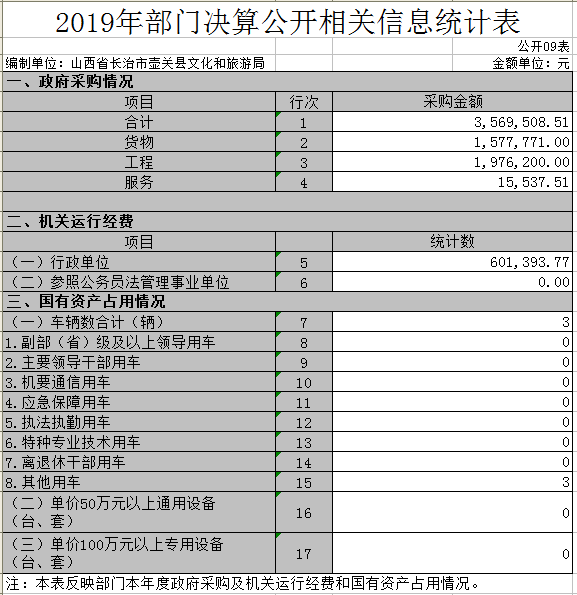 2019年部门决算公开相关信息统计表
公开09表
编制单位：山西省长治市壶关县文化和旅游局 金额单位：元
一、政府采购情况
项目 行次 采购金额
合计 1 3,569,508.51
货物 2 1,577,771.00
工程 3 1,976,200.00
服务 4 15,537.51
二、机关运行经费
项目 统计数
（一）行政单位 5 601,393.77
（二）参照公务员法管理事业单位 6 0.00
三、国有资产占用情况
（一）车辆数合计（辆） 7 3
1.副部（省）级及以上领导用车 8 0
2.主要领导干部用车 9 0
3.机要通信用车 10 0
4.应急保障用车 11 0
5.执法执勤用车 12 0
6.特种专业技术用车 13 0
7.离退休干部用车 14 0
8.其他用车 15 3
（二）单价50万元以上通用设备
（台、套） 16 0
（三）单价100万元以上专用设备
（台、套） 17 0
注：本表反映部门本年度政府采购及机关运行经费和国有资产占用情况。